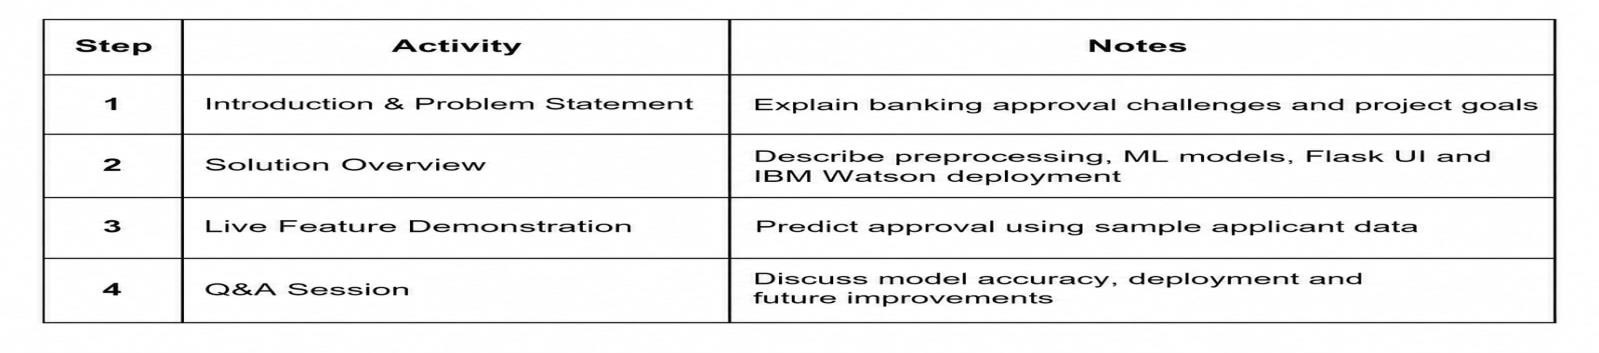 Step Activity Notes
1 Introduction & Problem Statement Explain banking approval challenges and project goals
2 Solution Overview Describe preprocessing, ML models, Flask UI and
IBM Watson deployment
3 Live Feature Demonstration Predict approval using sample applicant data
4 Q&A Session Discuss model accuracy, deployment and
future improvements